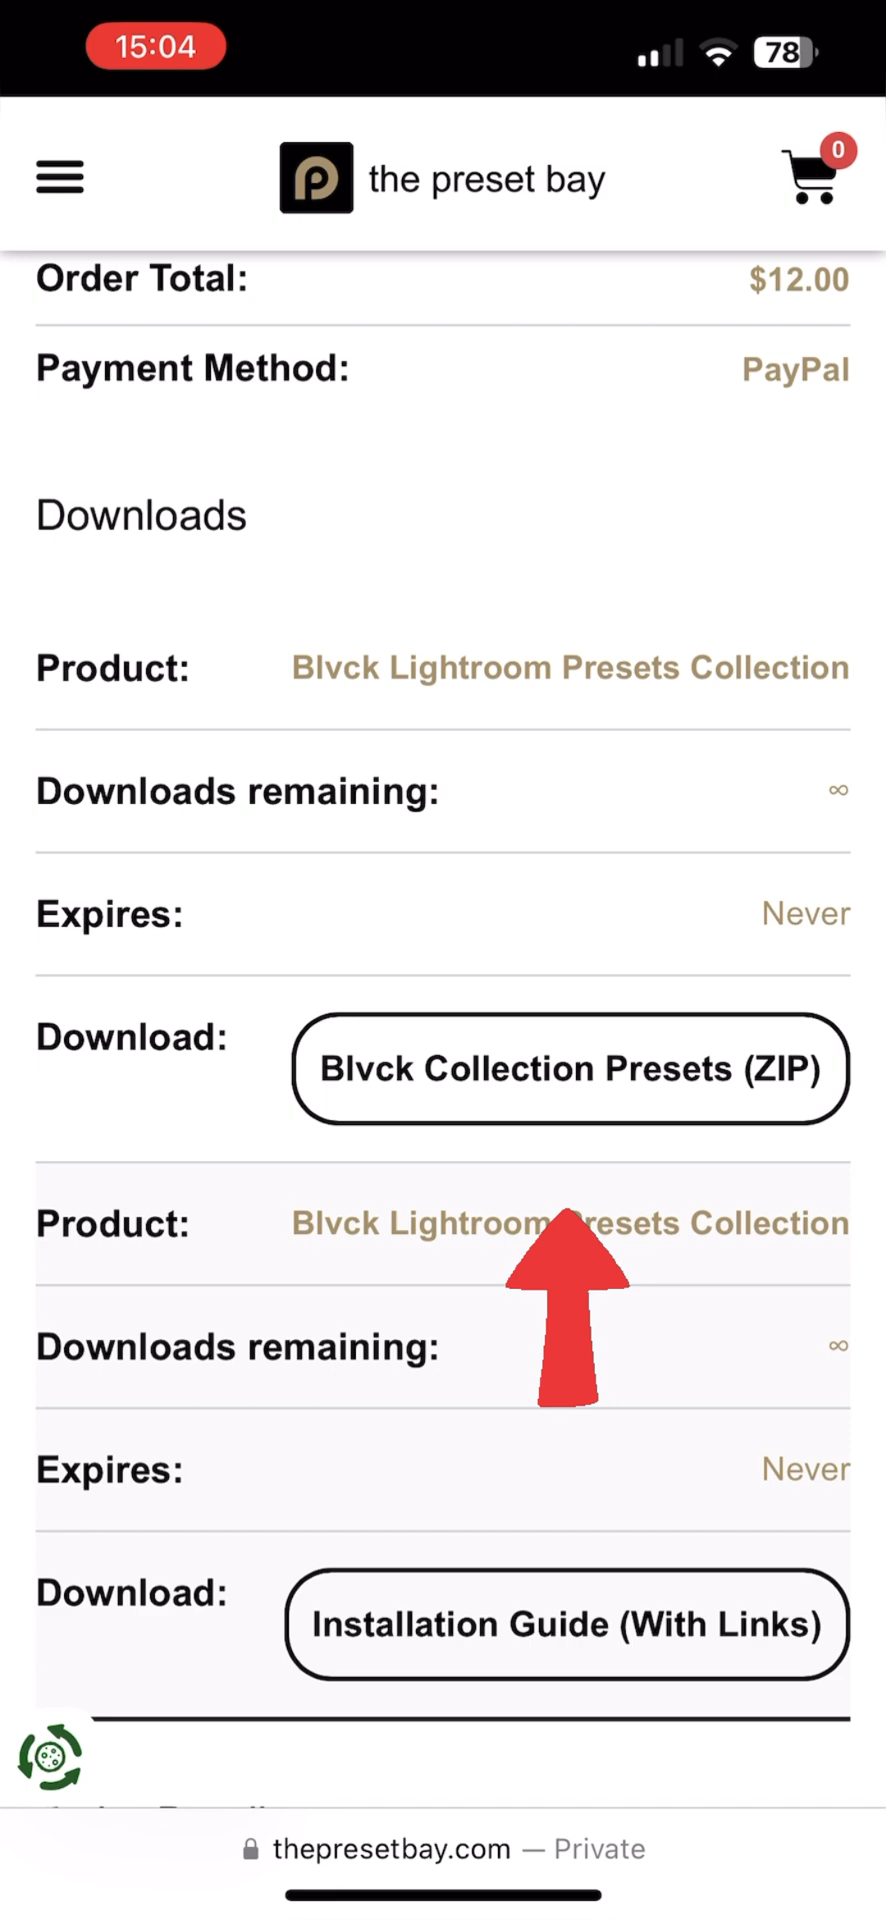 15:04
78
the preset bay
0
Order Total: $12.00
Payment Method: PayPal
Downloads
Product: Blvck Lightroom Presets Collection
Downloads remaining: ∞
Expires: Never
Download: Blvck Collection Presets (ZIP)
Product: Blvck Lightroom Presets Collection
Downloads remaining: ∞
Expires: Never
Download: Installation Guide (With Links)
thepresetbay.com — Private